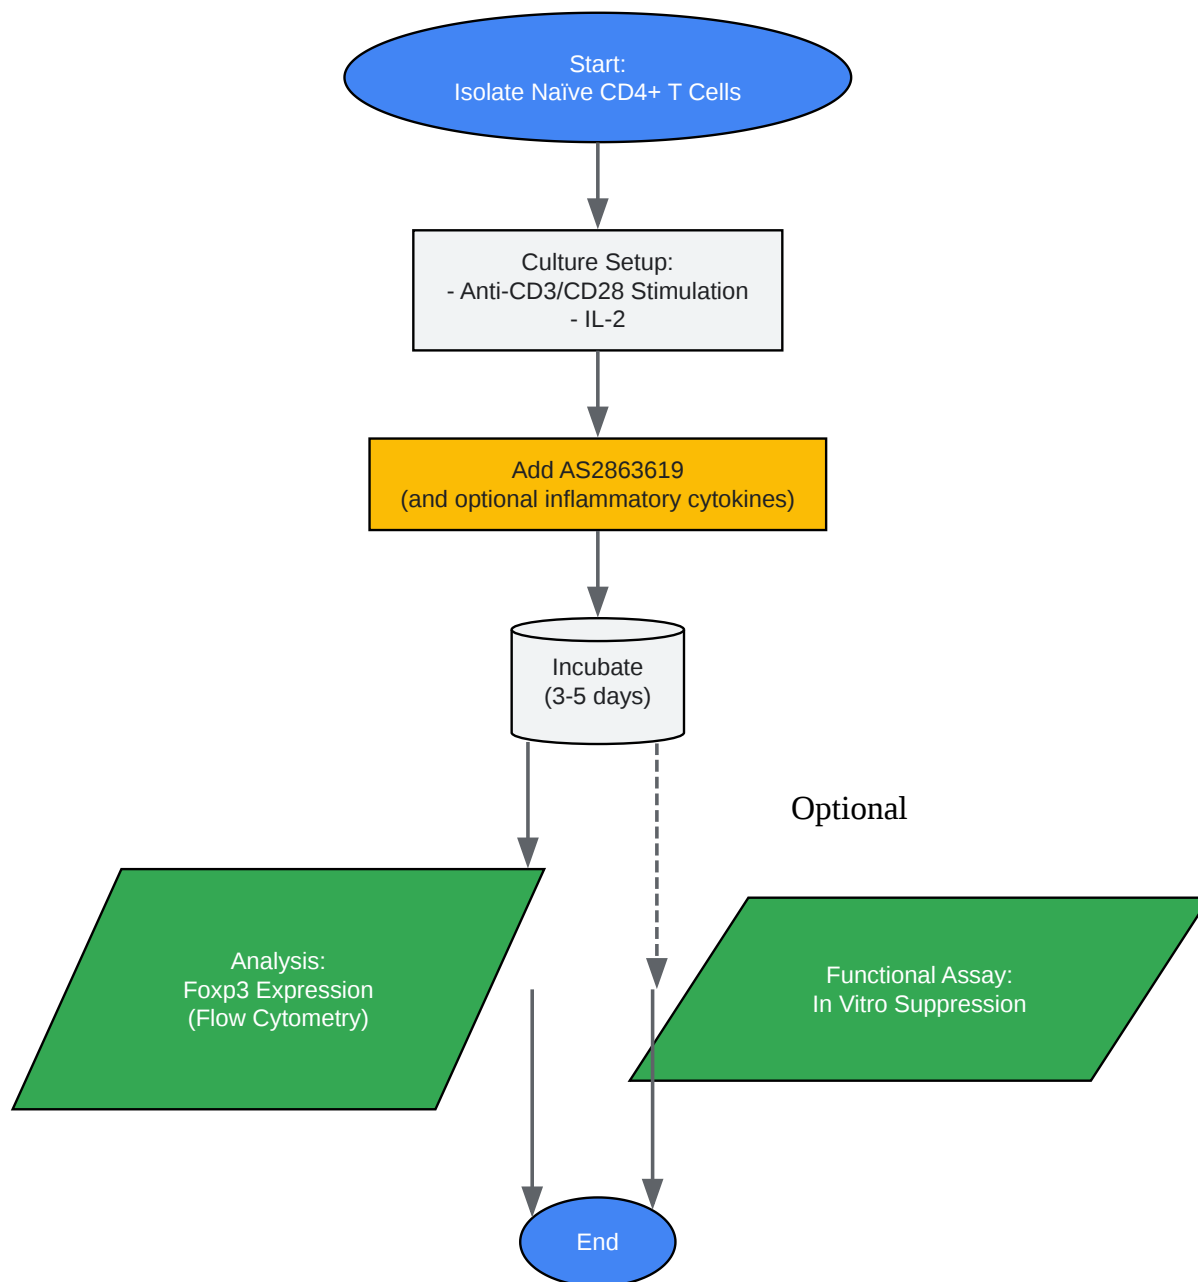 Start:
Isolate Naïve CD4+ T Cells
Culture Setup:
- Anti-CD3/CD28 Stimulation
- IL-2
Add AS2863619
(and optional inflammatory cytokines)
Incubate
(3-5 days)
Optional
Analysis:
Foxp3 Expression
(Flow Cytometry)
Functional Assay:
In Vitro Suppression
End